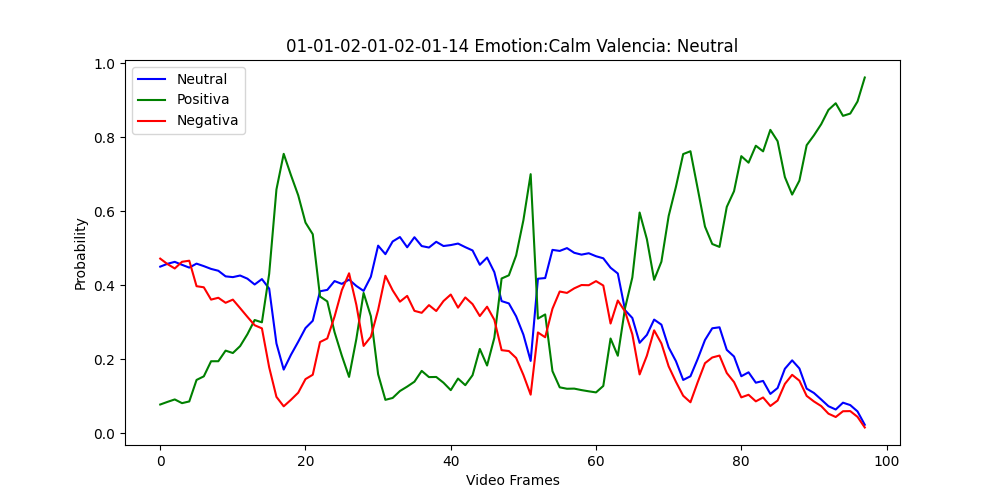 01-01-02-01-02-01-14 Emotion:Calm Valencia: Neutral
Neutral
Positiva
Negativa
Probability
1.0
0.8
0.6
0.4
0.2
0.0
0 20 40 60 80 100
Video Frames